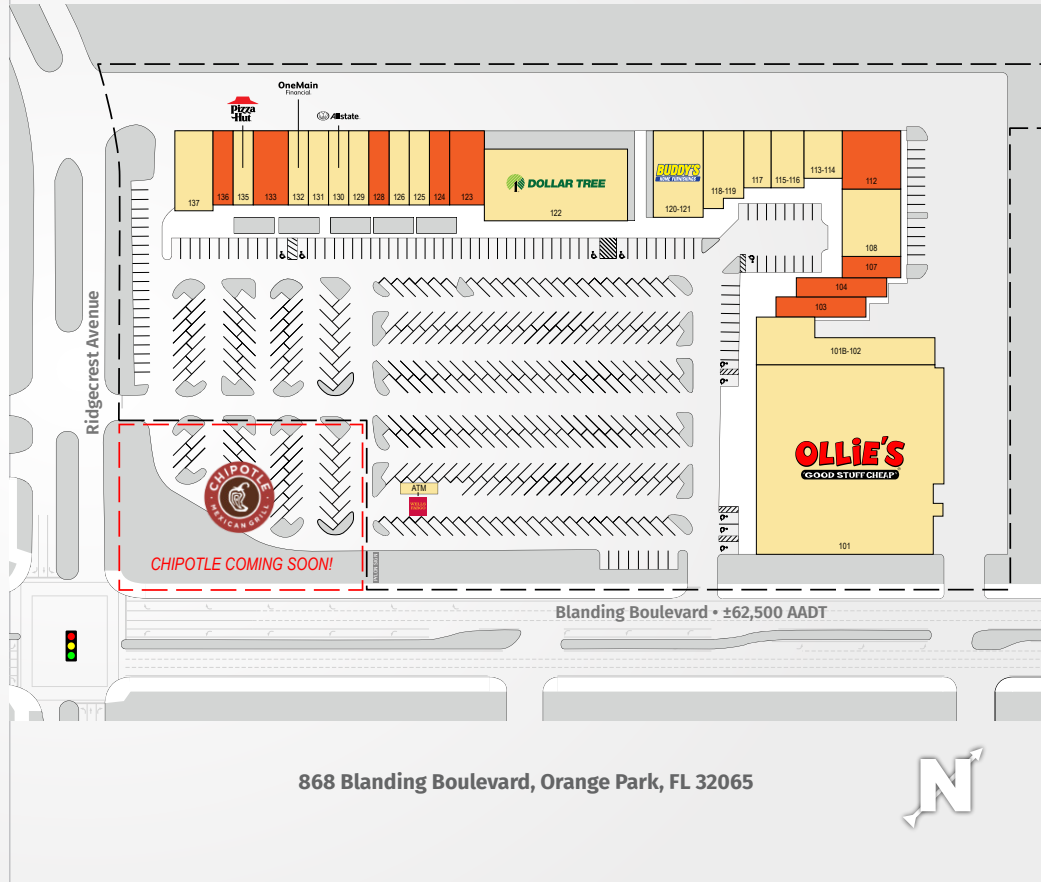 OneMain
Financial
Pizza
Hut
Allstate
137
136
135
133
132
131
130
129
128
126
125
124
123
DOLLAR TREE
122
BUDDY'S
HOME FURNISHINGS
120-121
118-119
117
115-116
113-114
112
108
107
104
103
101B-102
OLLIE'S
GOOD STUFF CHEAP
101
Ridgecrest Avenue
ATM
WELLS
FARGO
CHIPOTLE
MEXICAN GRILL
CHIPOTLE COMING SOON!
Blanding Boulevard • ±62,500 AADT
868 Blanding Boulevard, Orange Park, FL 32065
N